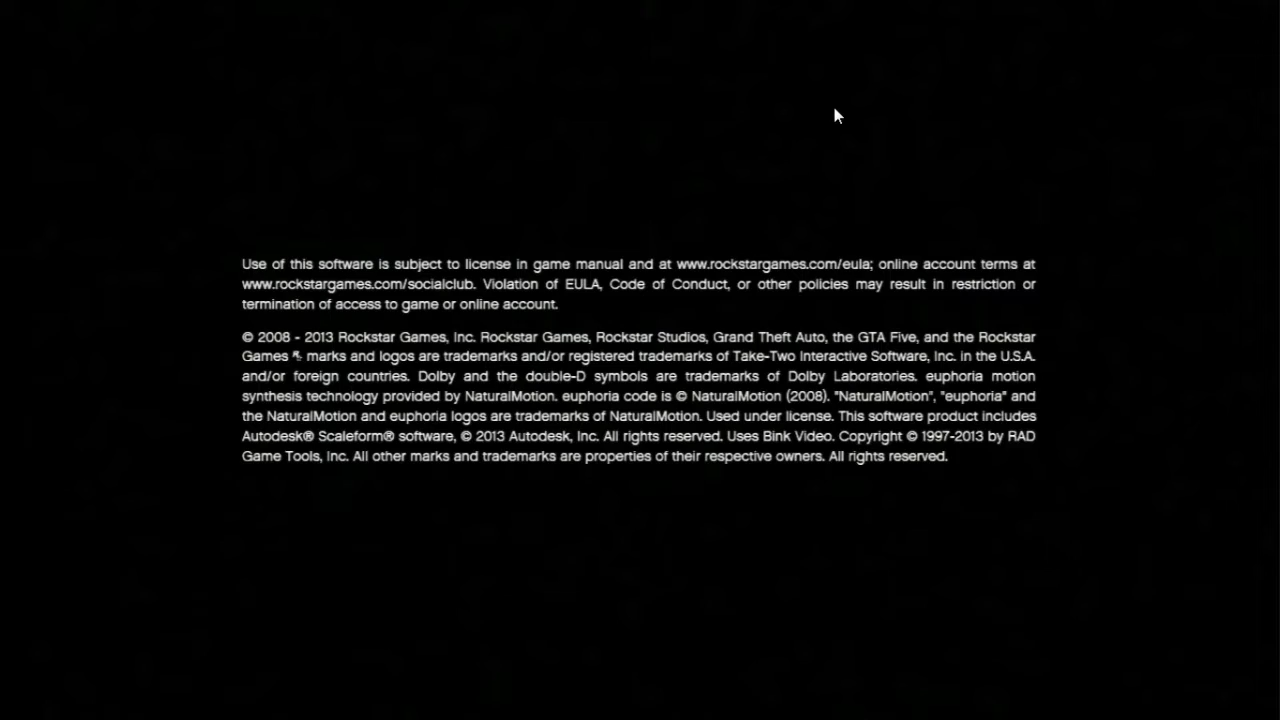 Use of this software is subject to license in game manual and at www.rockstargames.com/eula; online account terms at
www.rockstargames.com/socialclub. Violation of EULA, Code of Conduct, or other policies may result in restriction or
termination of access to game or online account.
© 2008 - 2013 Rockstar Games, Inc. Rockstar Games, Rockstar Studios, Grand Theft Auto, the GTA Five, and the Rockstar
Games R* marks and logos are trademarks and/or registered trademarks of Take-Two Interactive Software, Inc. in the U.S.A.
and/or foreign countries. Dolby and the double-D symbols are trademarks of Dolby Laboratories. euphoria motion
synthesis technology provided by NaturalMotion. euphoria code is © NaturalMotion (2008). "NaturalMotion", "euphoria" and
the NaturalMotion and euphoria logos are trademarks of NaturalMotion. Used under license. This software product includes
Autodesk® Scaleform® software, © 2013 Autodesk, Inc. All rights reserved. Uses Bink Video. Copyright © 1997-2013 by RAD
Game Tools, Inc. All other marks and trademarks are properties of their respective owners. All rights reserved.